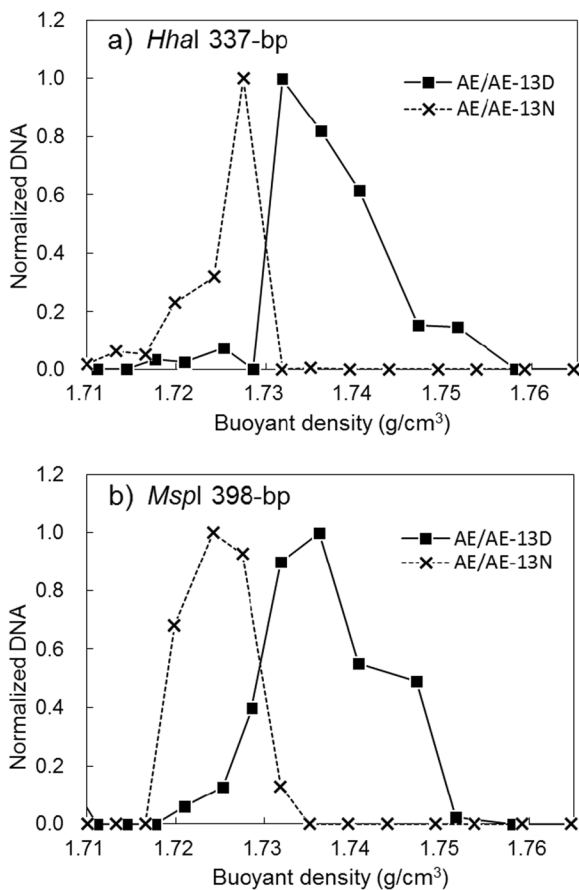 a) HhaI 337-bp
1.2
1.0
0.8
0.6
0.4
0.2
0.0
Normalized DNA
AE/AE-13D
AE/AE-13N
1.71 1.72 1.73 1.74 1.75 1.76
Buoyant density (g/cm³)
b) MspI 398-bp
1.2
1.0
0.8
0.6
0.4
0.2
0.0
Normalized DNA
AE/AE-13D
AE/AE-13N
1.71 1.72 1.73 1.74 1.75 1.76
Buoyant density (g/cm³)